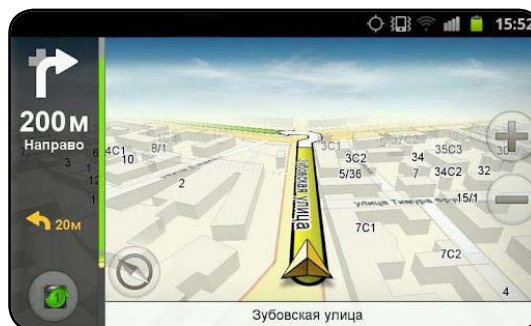 15:52
200 м
Направо
20м
4С1
8/1
10
2
3С1
3С2
5/36
34
7
35С3
34С2
32
15/1
7С1
7С2
4
улица Тимура
Зубовская улица